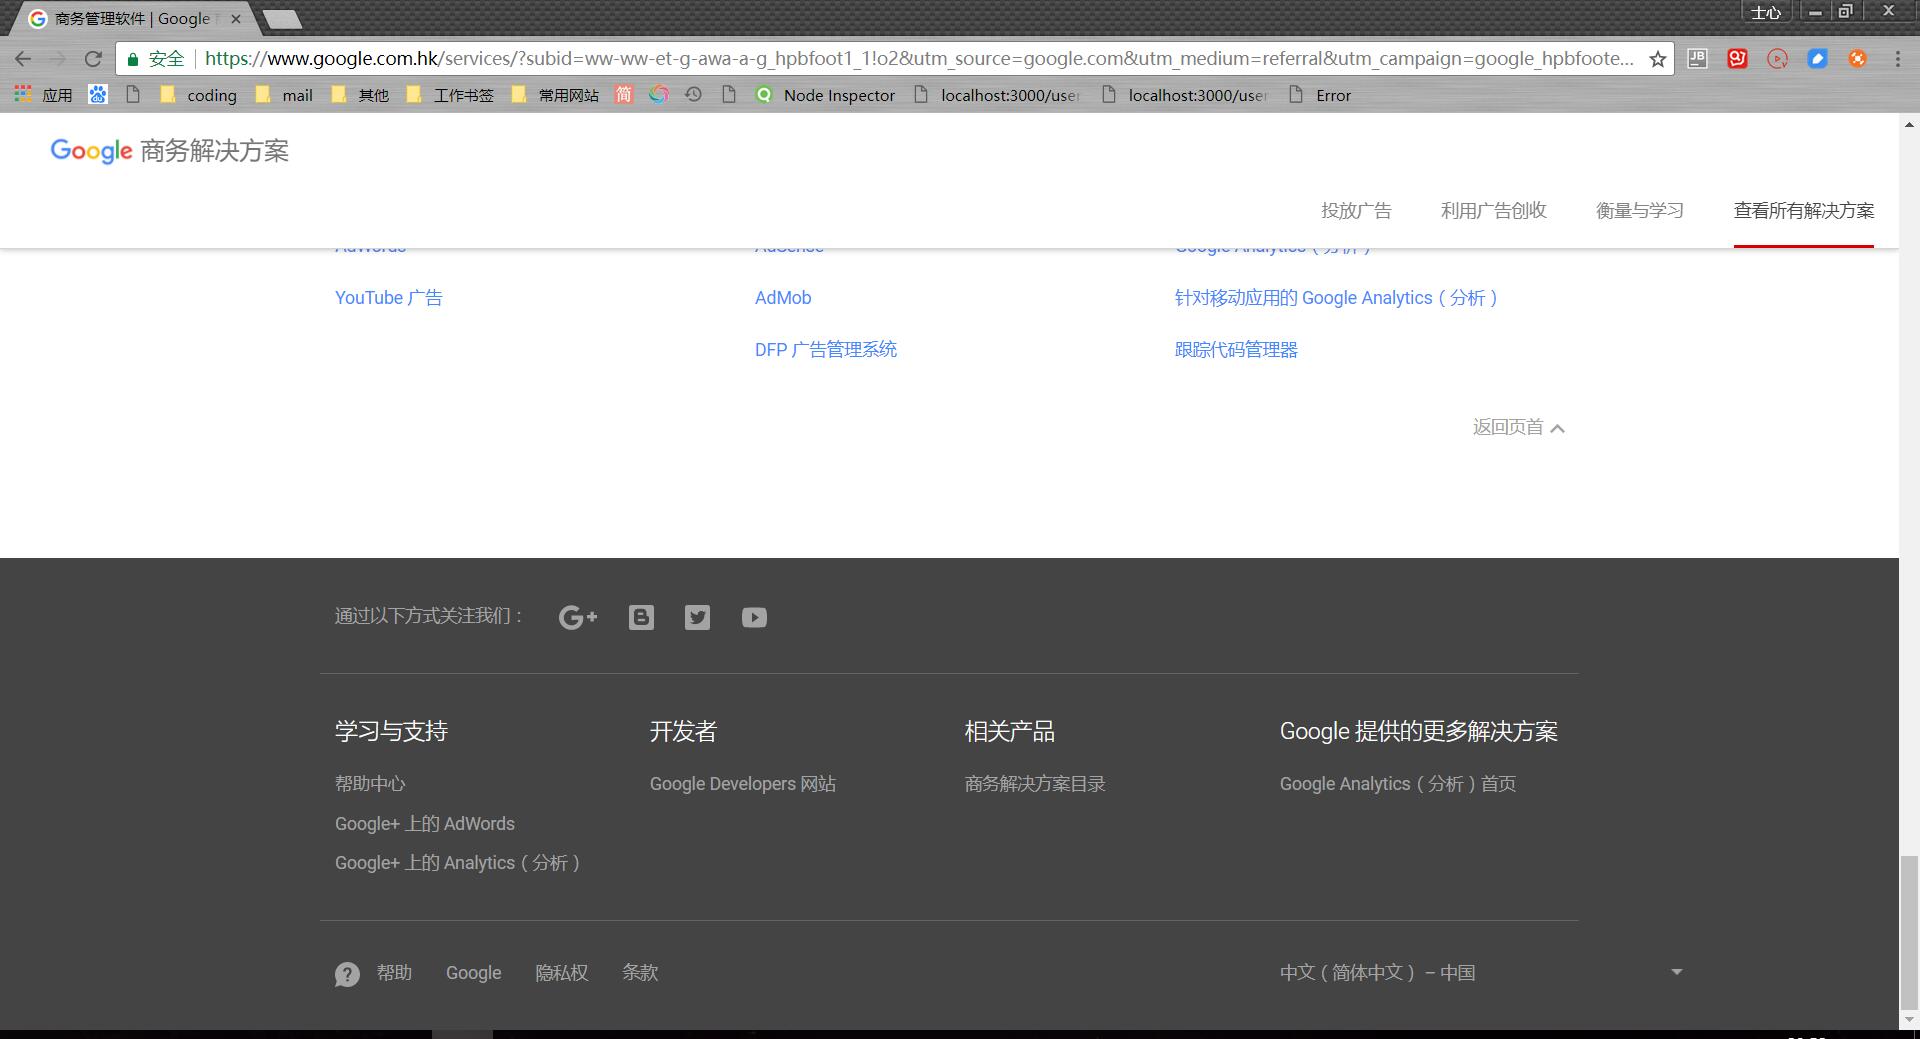 商务管理软件 | Google
士心
安全 https://www.google.com.hk/services/?subid=ww-ww-et-g-awa-a-g_hpbfoot1_1!o2&utm_source=google.com&utm_medium=referral&utm_campaign=google_hpbfoote...
应用 coding mail 其他 工作书签 常用网站 简 Node Inspector localhost:3000/user localhost:3000/user Error
Google 商务解决方案
投放广告 利用广告创收 衡量与学习 查看所有解决方案
AdWords AdSense Google Analytics（分析）
YouTube 广告 AdMob 针对移动应用的 Google Analytics（分析）
DFP 广告管理系统 跟踪代码管理器
返回页首
通过以下方式关注我们：
学习与支持 开发者 相关产品 Google 提供的更多解决方案
帮助中心 Google Developers 网站 商务解决方案目录 Google Analytics（分析）首页
Google+ 上的 AdWords
Google+ 上的 Analytics（分析）
帮助 Google 隐私权 条款 中文（简体中文） – 中国